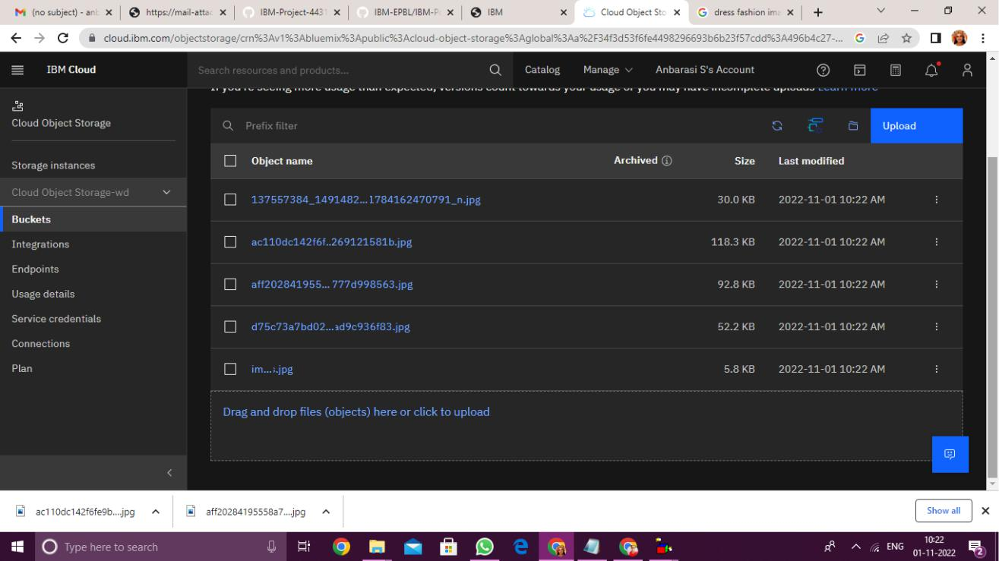 (no subject) - anb
https://mail-attac
IBM-Project-4431
IBM-EPBL/IBM-Pr
IBM
Cloud Object Sto
dress fashion ima
cloud.ibm.com/objectstorage/crn%3Av1%3Abluemix%3Apublic%3Acloud-object-storage%3Aglobal%3Aa%2F34f3d53f6fe4498296693b6b23f57cdd%3A496b4c27-...
IBM Cloud
Search resources and products...
Catalog
Manage
Anbarasi S's Account
If you're seeing more usage than expected, versions count towards your usage or you may have incomplete uploads Learn more
Cloud Object Storage
Storage instances
Cloud Object Storage-wd
Buckets
Integrations
Endpoints
Usage details
Service credentials
Connections
Plan
Prefix filter
Upload
Object name Archived Size Last modified
137557384_1491482...1784162470791_n.jpg 30.0 KB 2022-11-01 10:22 AM
ac110dc142f6f..269121581b.jpg 118.3 KB 2022-11-01 10:22 AM
aff202841955...777d998563.jpg 92.8 KB 2022-11-01 10:22 AM
d75c73a7bd02...ad9c936f83.jpg 52.2 KB 2022-11-01 10:22 AM
im...s.jpg 5.8 KB 2022-11-01 10:22 AM
Drag and drop files (objects) here or click to upload
ac110dc142f6fe9b....jpg
aff20284195558a7....jpg
Show all
Type here to search
ENG
10:22
01-11-2022
2